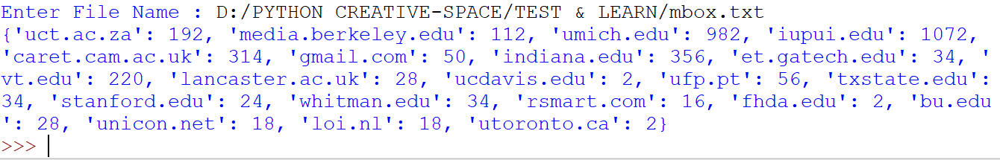 Enter File Name : D:/PYTHON CREATIVE-SPACE/TEST & LEARN/mbox.txt
{'uct.ac.za': 192, 'media.berkeley.edu': 112, 'umich.edu': 982, 'iupui.edu': 1072,
'caret.cam.ac.uk': 314, 'gmail.com': 50, 'indiana.edu': 356, 'et.gatech.edu': 34, '
vt.edu': 220, 'lancaster.ac.uk': 28, 'ucdavis.edu': 2, 'ufp.pt': 56, 'txstate.edu':
34, 'stanford.edu': 24, 'whitman.edu': 34, 'rsmart.com': 16, 'fhda.edu': 2, 'bu.edu
': 28, 'unicon.net': 18, 'loi.nl': 18, 'utoronto.ca': 2}
>>>